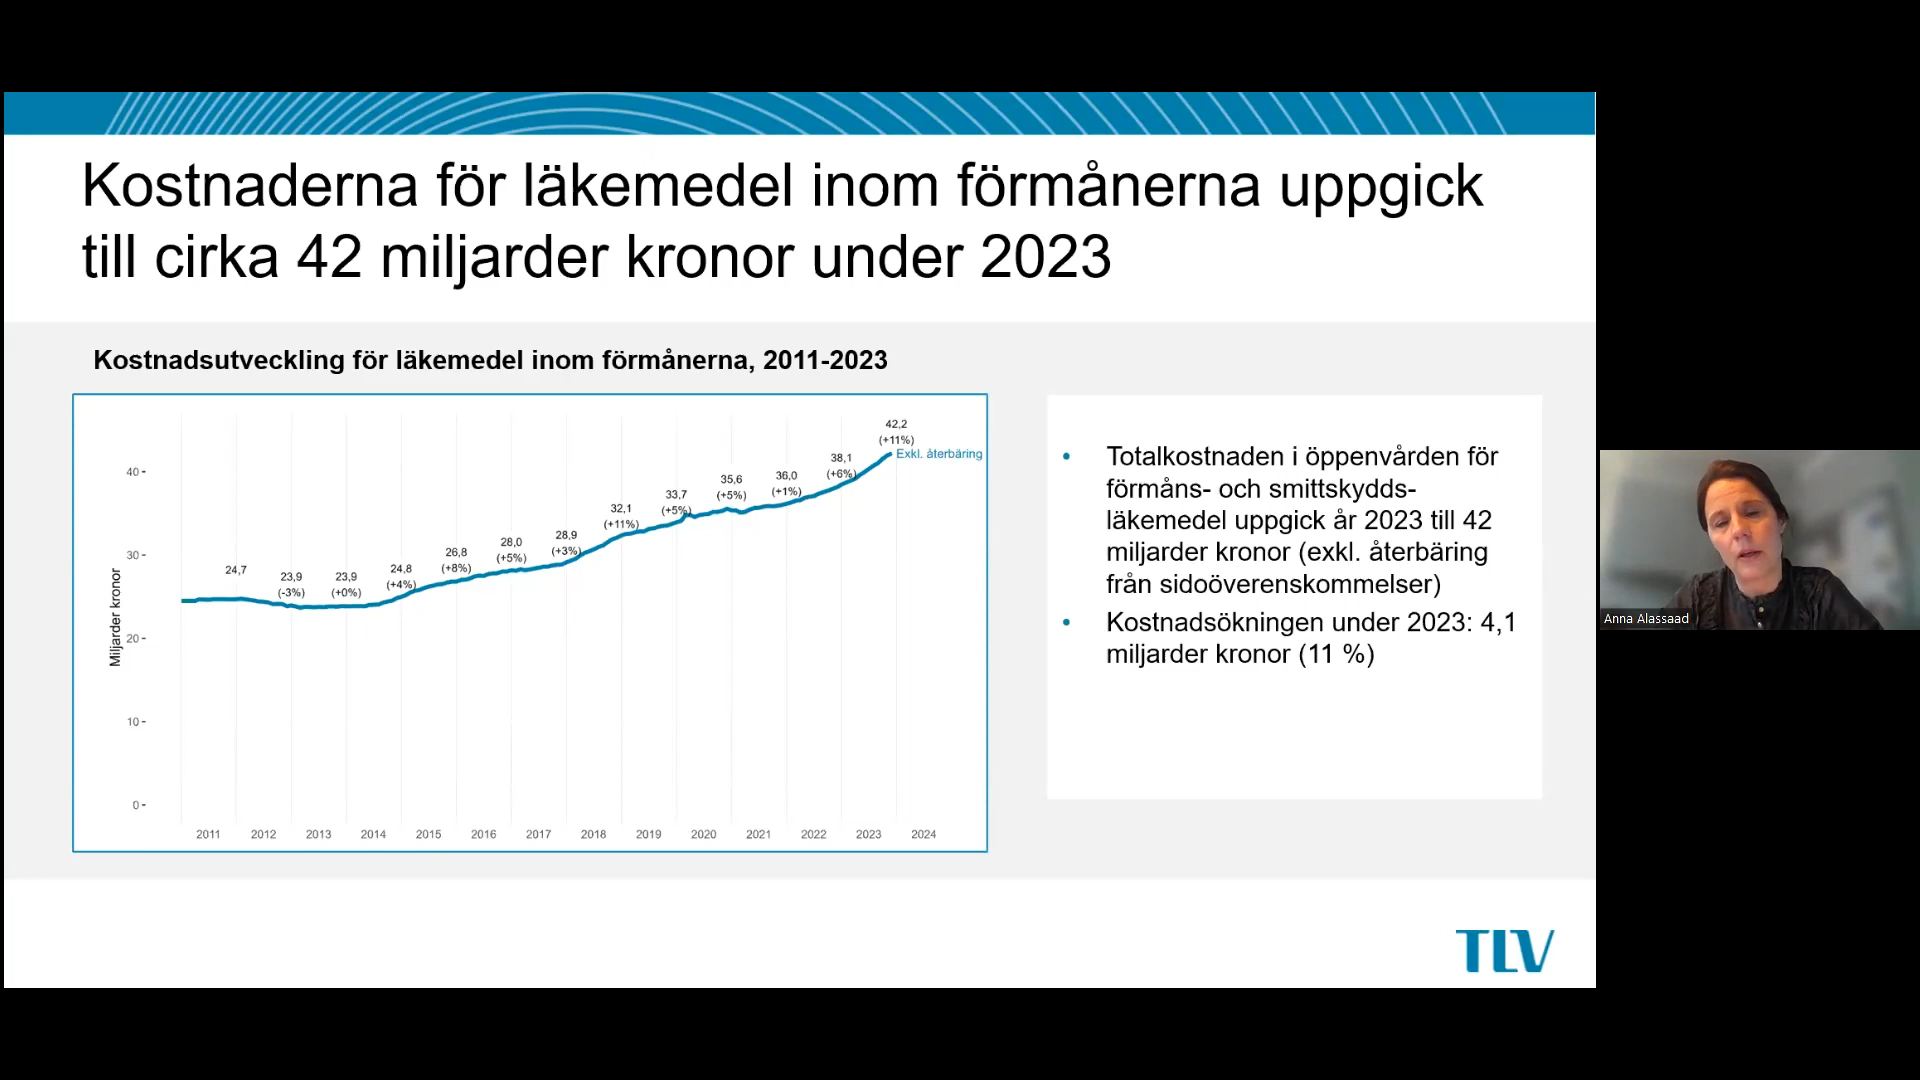 Kostnaderna för läkemedel inom förmånerna uppgick
till cirka 42 miljarder kronor under 2023
Kostnadsutveckling för läkemedel inom förmånerna, 2011-2023
Miljarder kronor
40
30
20
10
0
24,7
23,9
(-3%)
23,9
(+0%)
24,8
(+4%)
26,8
(+8%)
28,0
(+5%)
28,9
(+3%)
32,1
(+11%)
33,7
(+5%)
35,6
(+5%)
36,0
(+1%)
38,1
(+6%)
42,2
(+11%)
Exkl. återbäring
2011 2012 2013 2014 2015 2016 2017 2018 2019 2020 2021 2022 2023 2024
• Totalkostnaden i öppenvården för
förmåns- och smittskydds-
läkemedel uppgick år 2023 till 42
miljarder kronor (exkl. återbäring
från sidoöverenskommelser)
• Kostnadsökningen under 2023: 4,1
miljarder kronor (11 %)
TLV
Anna Alassaad